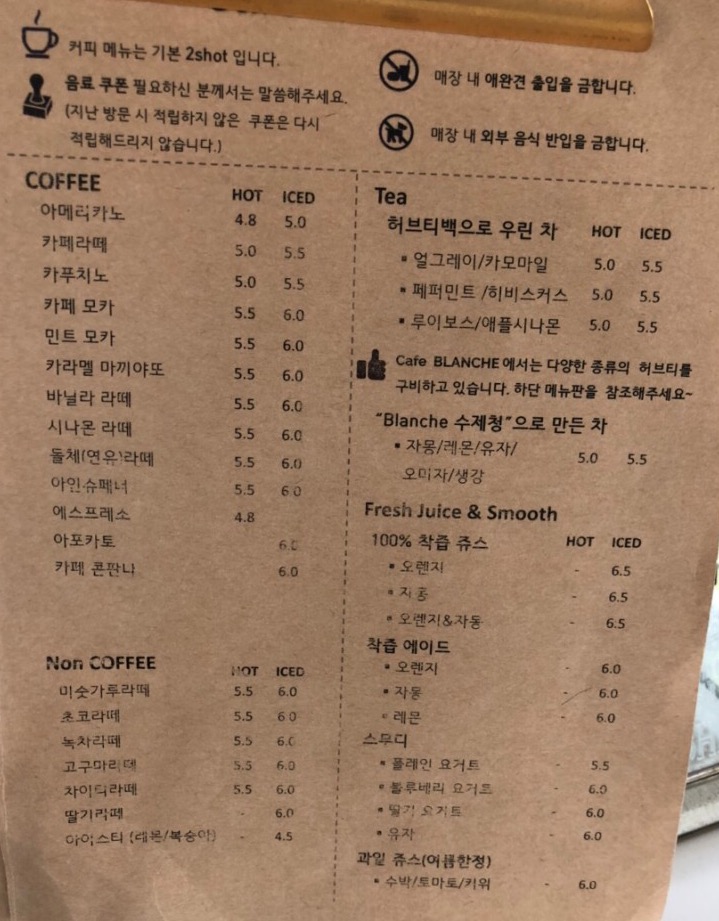 커피 메뉴는 기본 2shot 입니다.
음료 쿠폰 필요하신 분께서는 말씀해주세요.
(지난 방문 시 적립하지 않은 쿠폰은 다시
적립해드리지 않습니다.)
매장 내 애완견 출입을 금합니다.
매장 내 외부 음식 반입을 금합니다.
COFFEE HOT ICED
아메리카노 4.8 5.0
카페라떼 5.0 5.5
카푸치노 5.0 5.5
카페 모카 5.5 6.0
민트 모카 5.5 6.0
카라멜 마끼야또 5.5 6.0
바닐라 라떼 5.5 6.0
시나몬 라떼 5.5 6.0
돌체(연유)라떼 5.5 6.0
아인슈페너 5.5 6.0
에스프레소 4.8
아포카토 6.0
카페 콘판나 6.0
Non COFFEE HOT ICED
미숫가루라떼 5.5 6.0
초코라떼 5.5 6.0
녹차라떼 5.5 6.0
고구마라떼 5.5 6.0
차이티라떼 5.5 6.0
딸기라떼 - 6.0
아이스티 (레몬/복숭아) - 4.5
Tea
허브티백으로 우린 차 HOT ICED
▪ 얼그레이/카모마일 5.0 5.5
▪ 페퍼민트 /히비스커스 5.0 5.5
▪ 루이보스/애플시나몬 5.0 5.5
Cafe BLANCHE에서는 다양한 종류의 허브티를
구비하고 있습니다. 하단 메뉴판을 참조해주세요~
“Blanche 수제청”으로 만든 차
▪ 자몽/레몬/유자/ 5.0 5.5
오미자/생강
Fresh Juice & Smooth
100% 착즙 쥬스 HOT ICED
▪ 오렌지 - 6.5
▪ 자몽 - 6.5
▪ 오렌지&자몽 - 6.5
착즙 에이드
▪ 오렌지 - 6.0
▪ 자몽 - 6.0
▪ 레몬 - 6.0
스무디
▪ 플레인 요거트 - 5.5
▪ 블루베리 요거트 - 6.0
▪ 딸기 요거트 - 6.0
▪ 유자 - 6.0
과일 쥬스(여름한정)
▪ 수박/토마토/키위 - 6.0